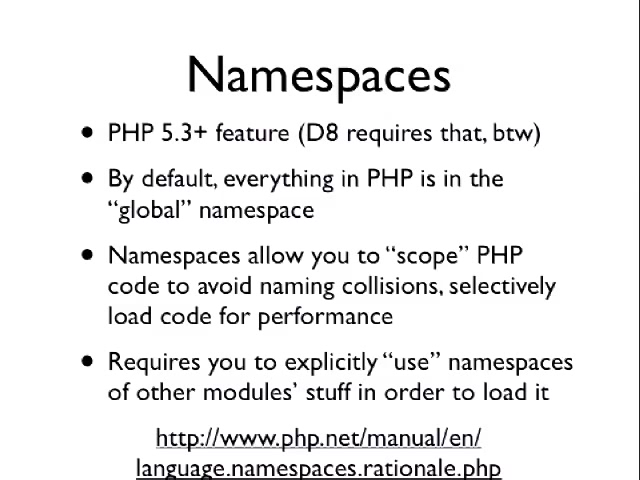 Namespaces
• PHP 5.3+ feature (D8 requires that, btw)
• By default, everything in PHP is in the
“global” namespace
• Namespaces allow you to “scope” PHP
code to avoid naming collisions, selectively
load code for performance
• Requires you to explicitly “use” namespaces
of other modules’ stuff in order to load it
http://www.php.net/manual/en/
language.namespaces.rationale.php